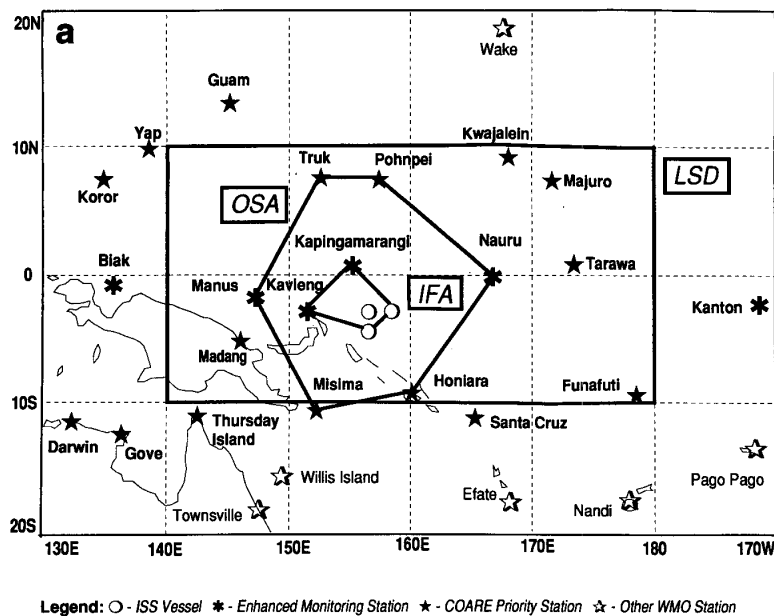 a
20N
Wake
Guam
Yap
10N
Kwajalein
Truk
Pohnpei
LSD
Koror
OSA
Majuro
Kapingamarangi
Nauru
Biak
Tarawa
0
Manus
Kavieng
IFA
Kanton
Madang
Misima
Honiara
Funafuti
10S
Darwin
Gove
Thursday
Island
Santa Cruz
Willis Island
Efate
Pago Pago
Townsville
Nandi
20S
130E 140E 150E 160E 170E 180 170W
Legend: - ISS Vessel - Enhanced Monitoring Station - COARE Priority Station - Other WMO Station